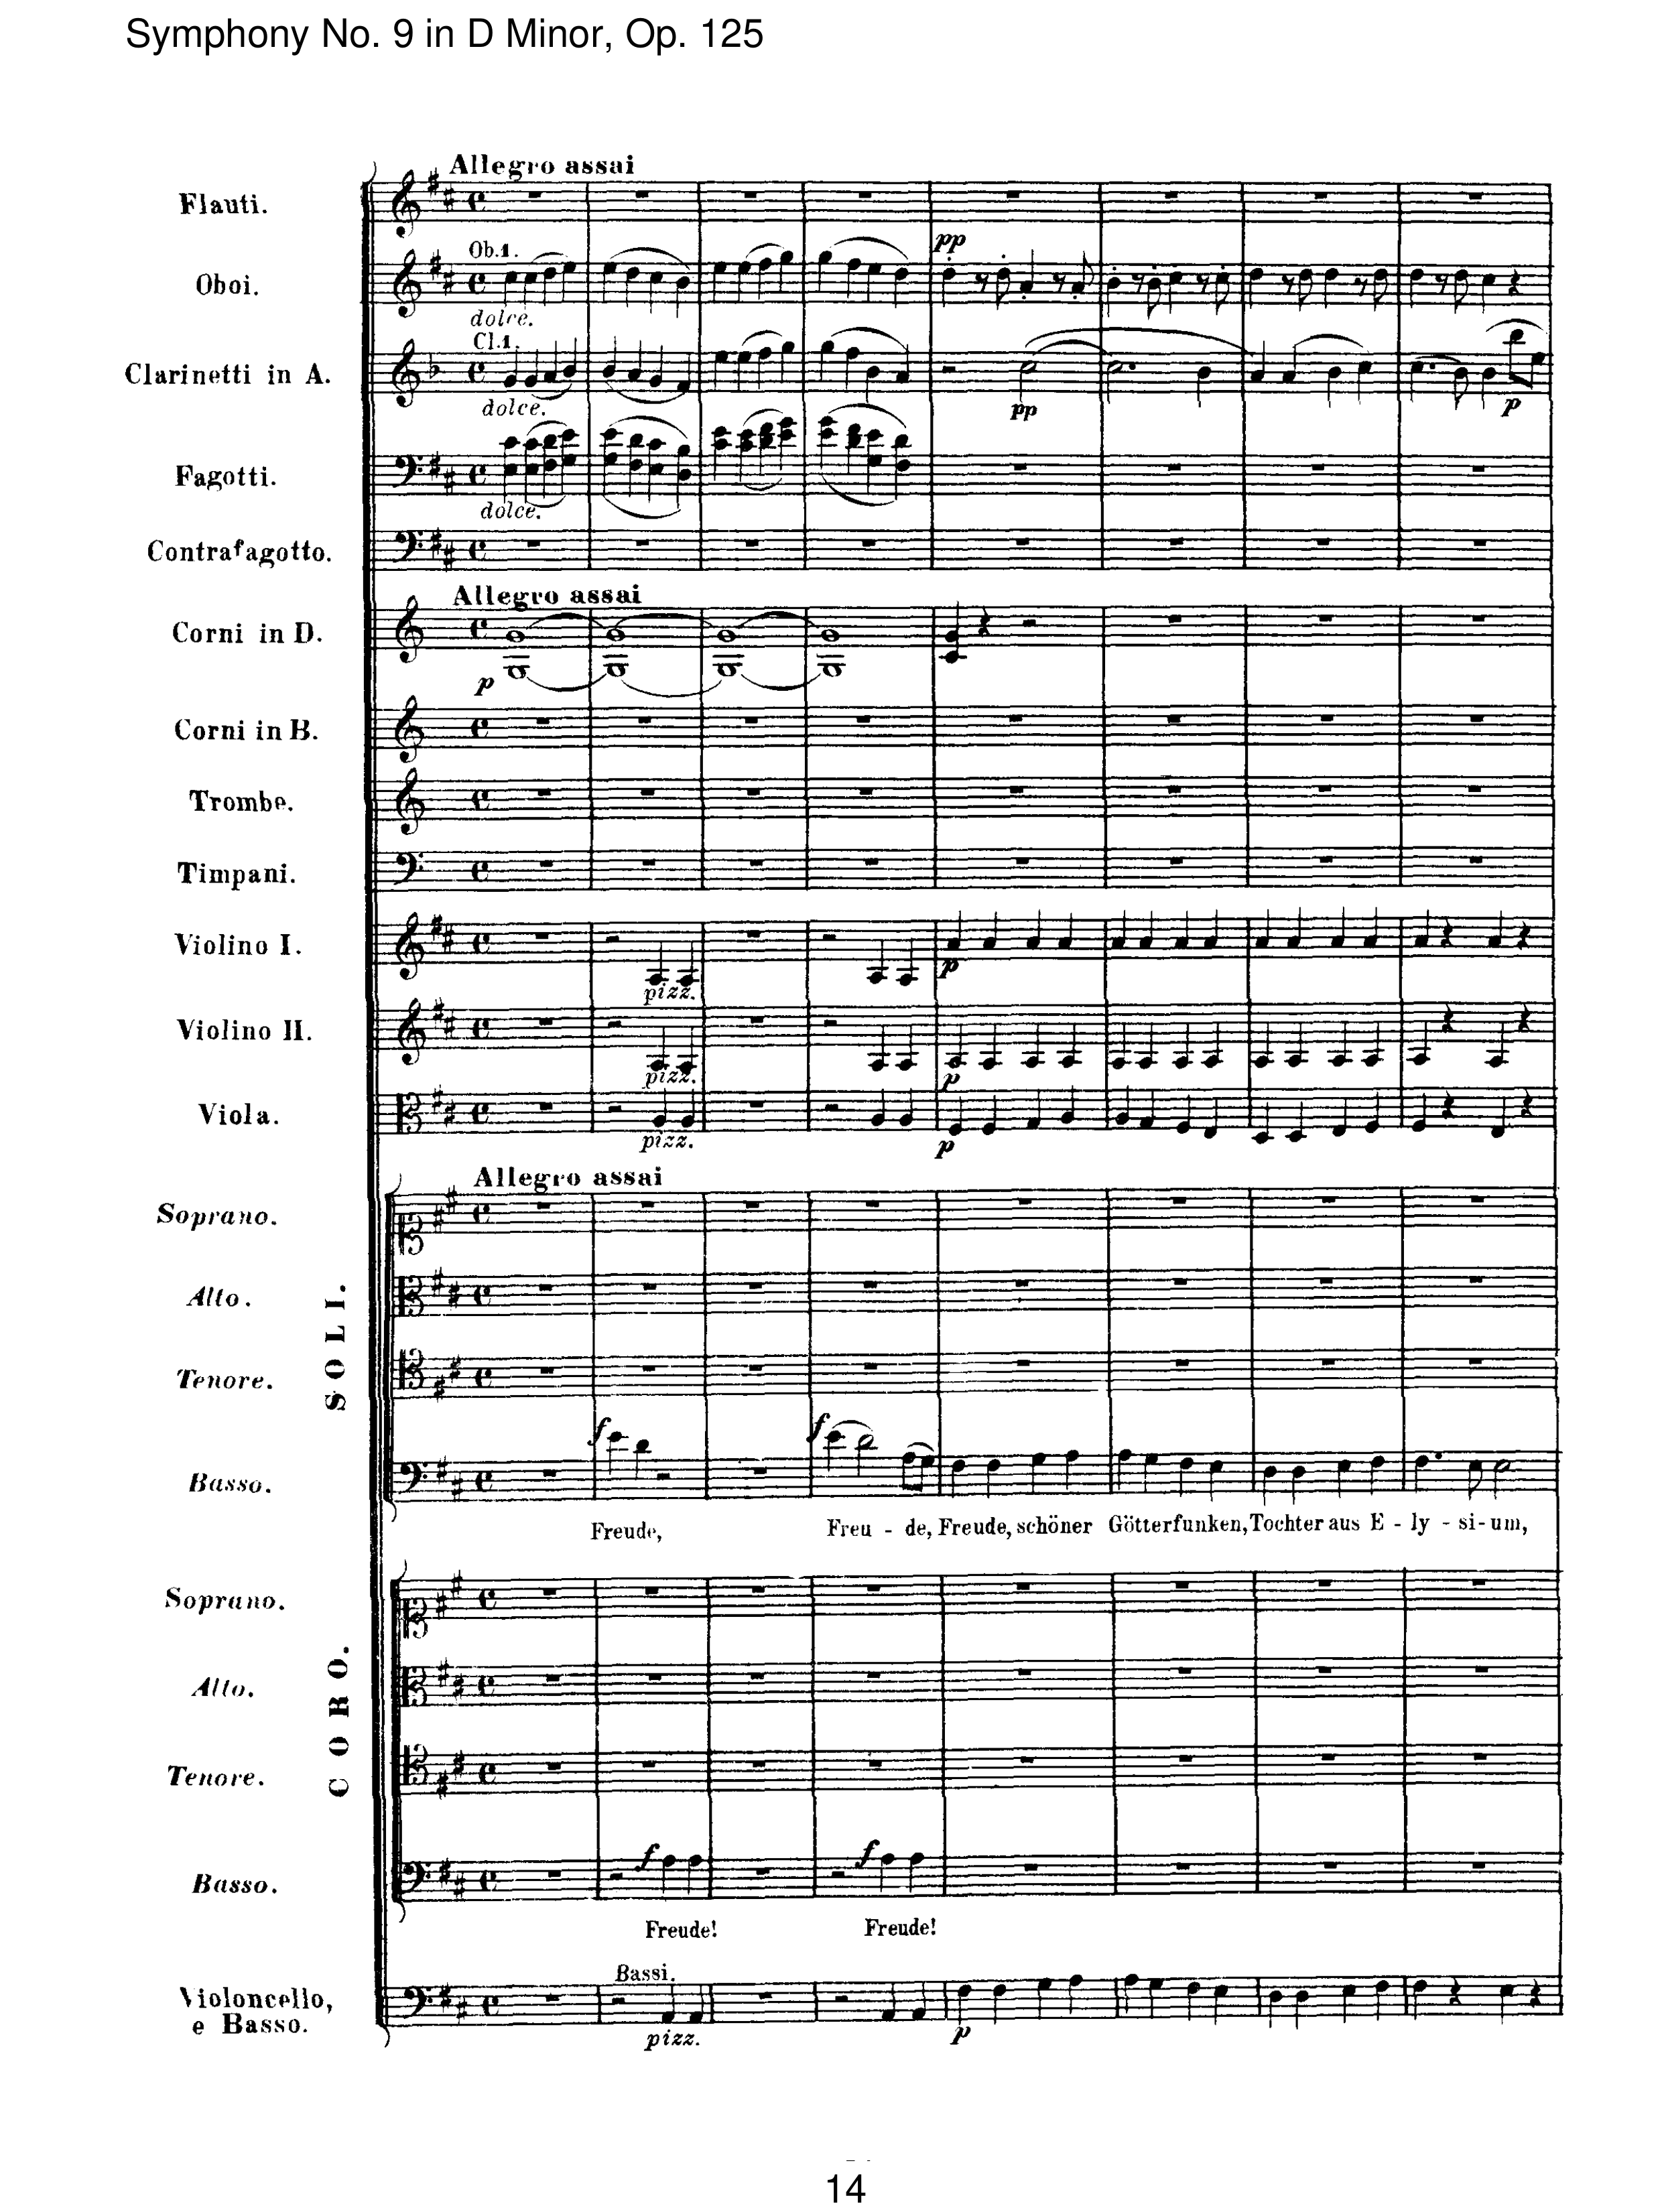 Symphony No. 9 in D Minor, Op. 125
Allegro assai
Flauti.
pp
Ob.1.
Oboi.
dolce.
Cl.1.
Clarinetti in A.
dolce.
pp
p
Fagotti.
dolce.
Contrafagotto.
Allegro assai
Corni in D.
p
Corni in B.
Trombe.
Timpani.
Violino I.
pizz.
p
Violino II.
pizz.
p
Viola.
pizz.
p
Allegro assai
Soprano.
SOLI.
Alto.
Tenore.
f
f
Basso.
Freude, Freu - de, Freude, schöner Götterfunken, Tochter aus E - ly - si - um,
Soprano.
CORO.
Alto.
Tenore.
f
f
Basso.
Freude! Freude!
Bassi.
Violoncello,
e Basso.
pizz.
p
14